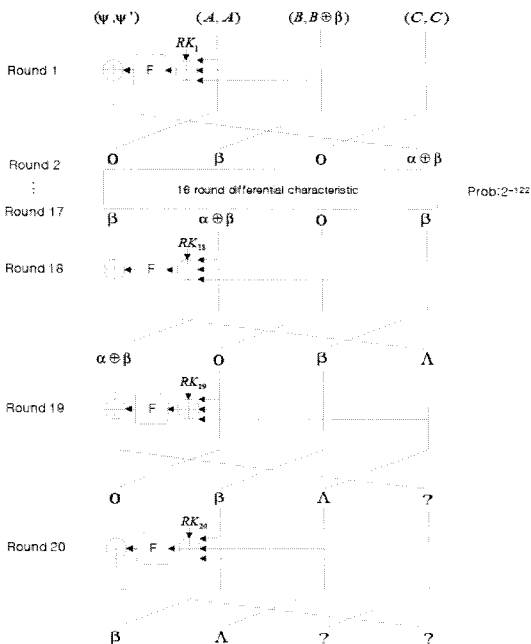 (Ψ,Ψ') (A, A) (B, B⊕β) (C, C)
RK₁
Round 1 F
Round 2 0 β 0 α⊕β
⋮ 16 round differential characteristic Prob:2⁻¹²²
Round 17 β α⊕β 0 β
RK₁₈
Round 18 F
α⊕β 0 β Λ
RK₁₉
Round 19 F
0 β Λ ?
RK₂₀
Round 20 F
β Λ ? ?